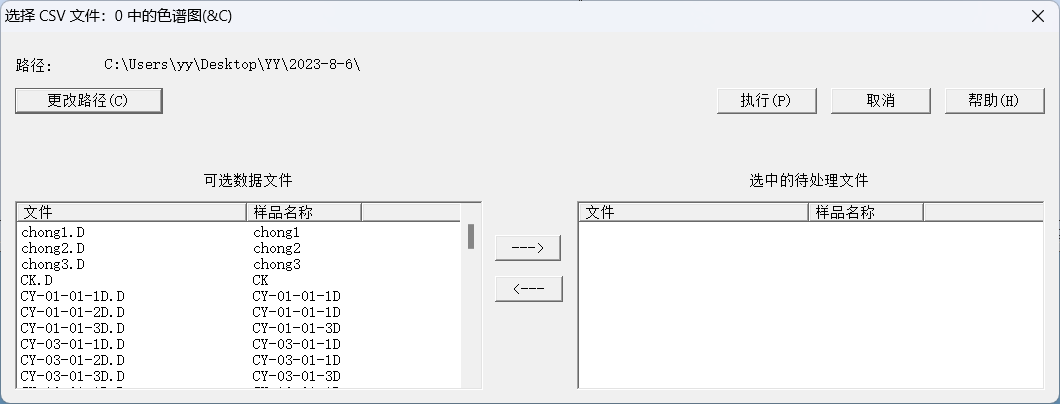 选择 CSV 文件：0 中的色谱图(&C)
路径: C:\Users\yy\Desktop\YY\2023-8-6\
更改路径(C) 执行(P) 取消 帮助(H)
可选数据文件 选中的待处理文件
文件 样品名称 文件 样品名称
chong1.D chong1
chong2.D chong2
chong3.D chong3
CK.D CK
CY-01-01-1D.D CY-01-01-1D
CY-01-01-2D.D CY-01-01-1D
CY-01-01-3D.D CY-01-01-3D
CY-03-01-1D.D CY-03-01-1D
CY-03-01-2D.D CY-03-01-1D
CY-03-01-3D.D CY-03-01-3D
--->
<---